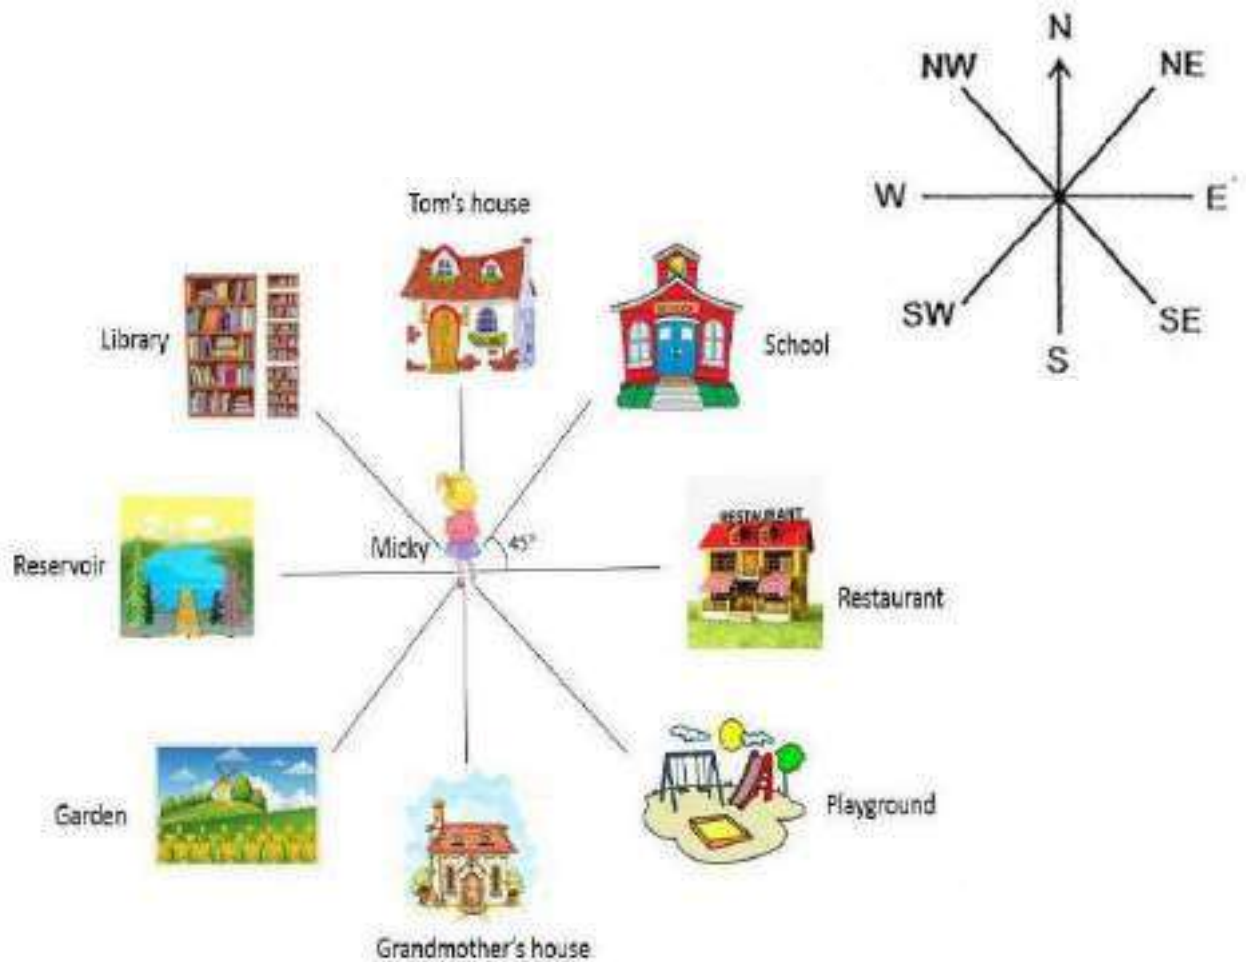 N
NW
NE
W
E
SW
SE
S
Tom's house
Library
School
Micky
45°
Reservoir
RESTAURANT
Restaurant
Garden
Playground
Grandmother's house